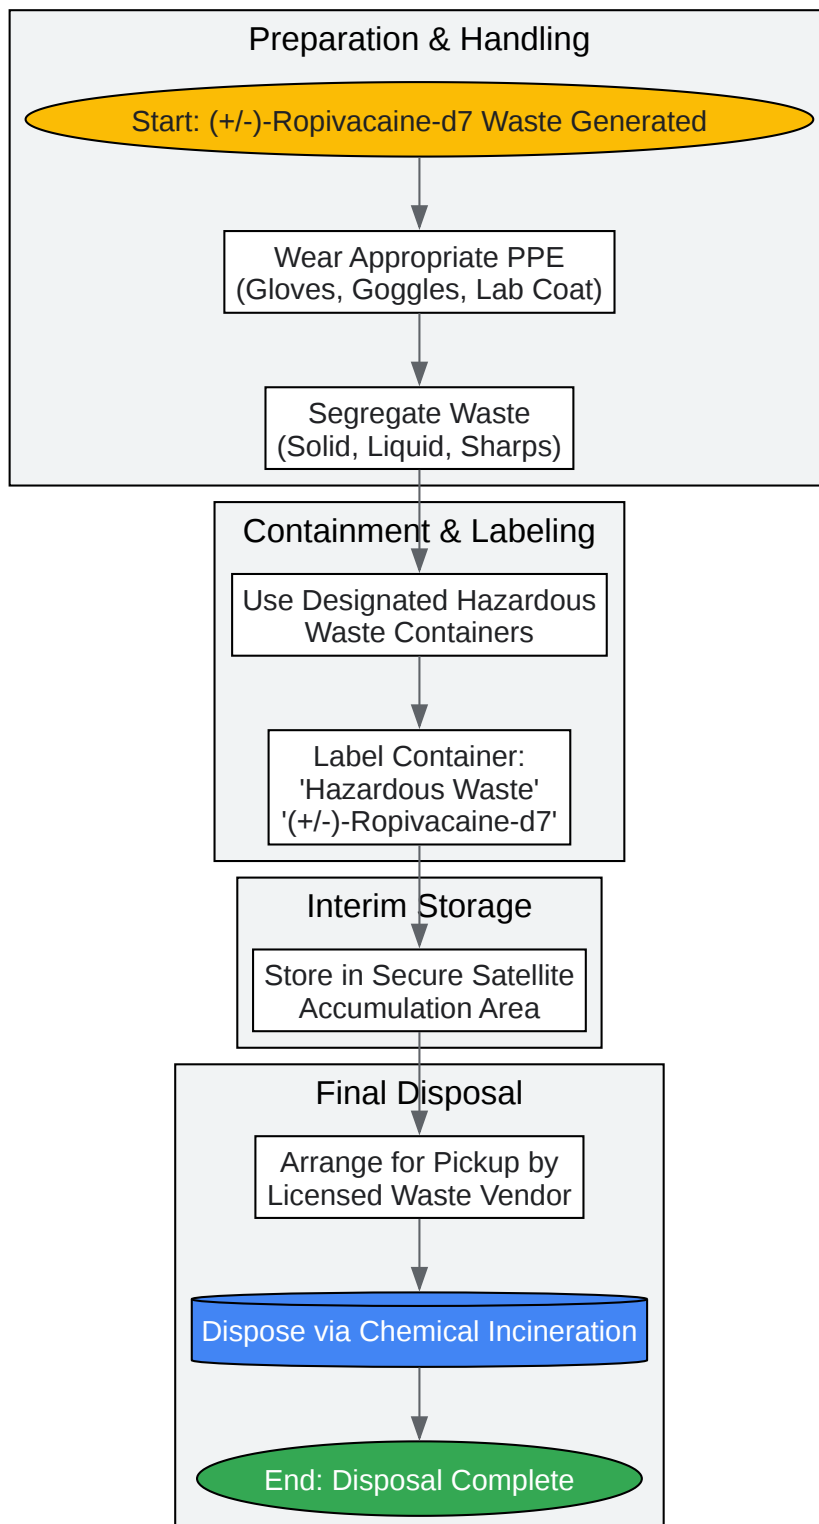 Preparation & Handling
Start: (+/-)-Ropivacaine-d7 Waste Generated
Wear Appropriate PPE
(Gloves, Goggles, Lab Coat)
Segregate Waste
(Solid, Liquid, Sharps)
Containment & Labeling
Use Designated Hazardous
Waste Containers
Label Container:
'Hazardous Waste'
'(+/-)-Ropivacaine-d7'
Interim Storage
Store in Secure Satellite
Accumulation Area
Final Disposal
Arrange for Pickup by
Licensed Waste Vendor
Dispose via Chemical Incineration
End: Disposal Complete